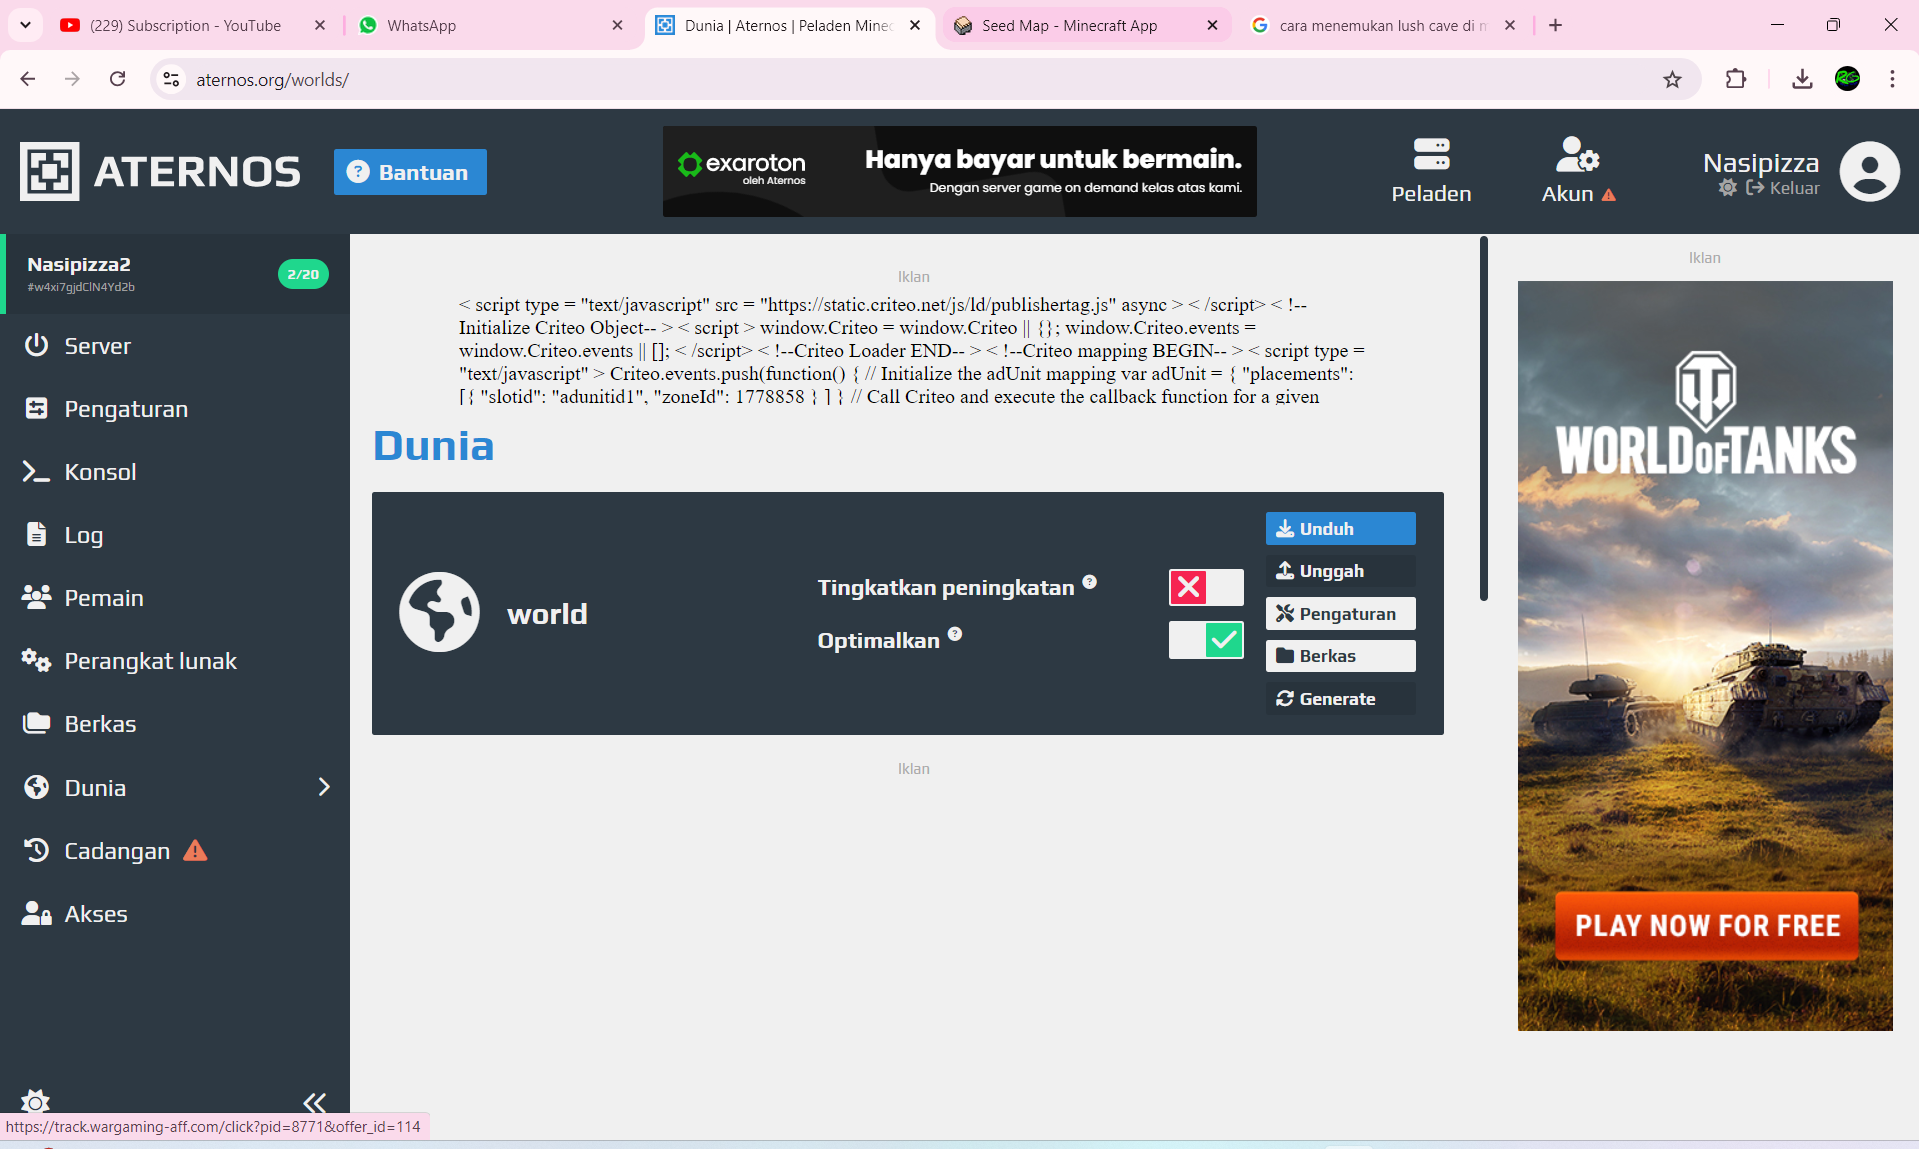 (229) Subscription - YouTube
WhatsApp
Dunia | Aternos | Peladen Minec
Seed Map - Minecraft App
cara menemukan lush cave di m
aternos.org/worlds/
ATERNOS
Bantuan
exaroton
oleh Aternos
Hanya bayar untuk bermain.
Dengan server game on demand kelas atas kami.
Peladen
Akun
Nasipizza
Keluar
Nasipizza2
#w4xi7gjdClN4Yd2b
2/20
Server
Pengaturan
Konsol
Log
Pemain
Perangkat lunak
Berkas
Dunia
Cadangan
Akses
Iklan
< script type = "text/javascript" src = "https://static.criteo.net/js/ld/publishertag.js" async > < /script> < !--
Initialize Criteo Object-- > < script > window.Criteo = window.Criteo || {}; window.Criteo.events =
window.Criteo.events || []; < /script> < !--Criteo Loader END-- > < !--Criteo mapping BEGIN-- > < script type =
"text/javascript" > Criteo.events.push(function() { // Initialize the adUnit mapping var adUnit = { "placements":
[{ "slotid": "adunitid1", "zoneId": 1778858 } ] } // Call Criteo and execute the callback function for a given
Dunia
world
Tingkatkan peningkatan
Optimalkan
Unduh
Unggah
Pengaturan
Berkas
Generate
Iklan
Iklan
WORLD OF TANKS
PLAY NOW FOR FREE
https://track.wargaming-aff.com/click?pid=8771&offer_id=114